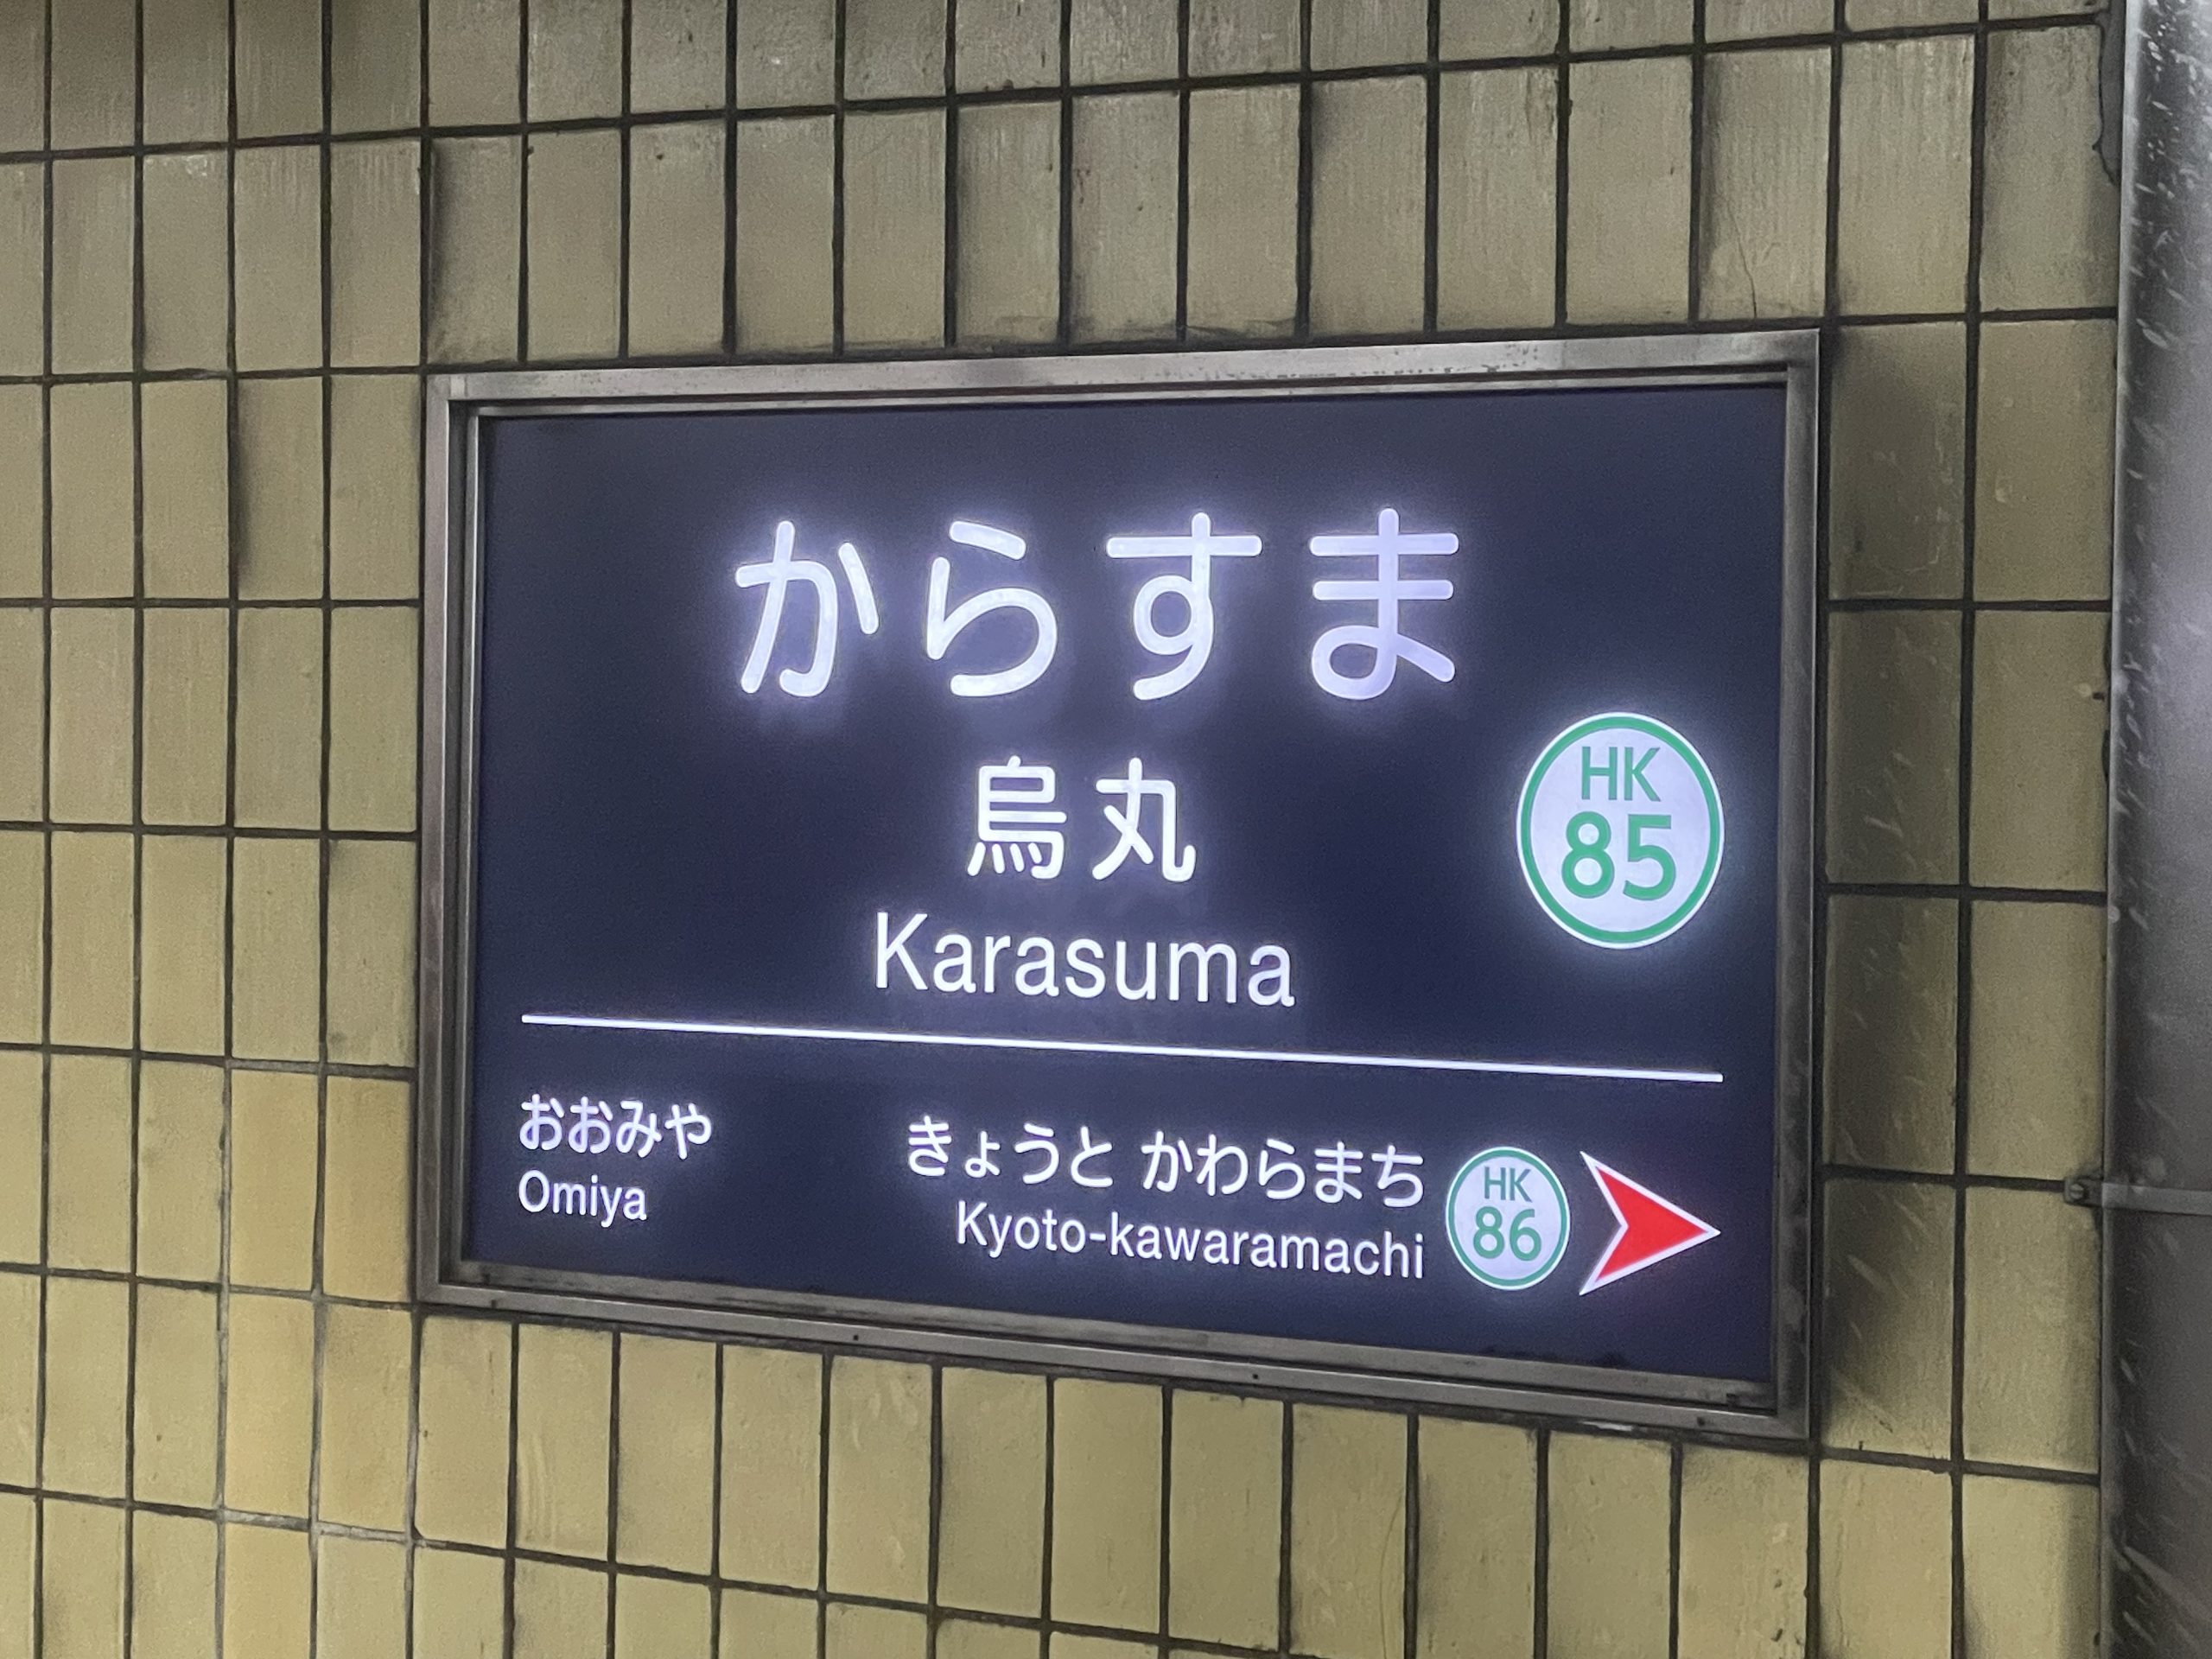 からすま
烏丸
Karasuma
HK
85
おおみや
Omiya
きょうと かわらまち
Kyoto-kawaramachi
HK
86